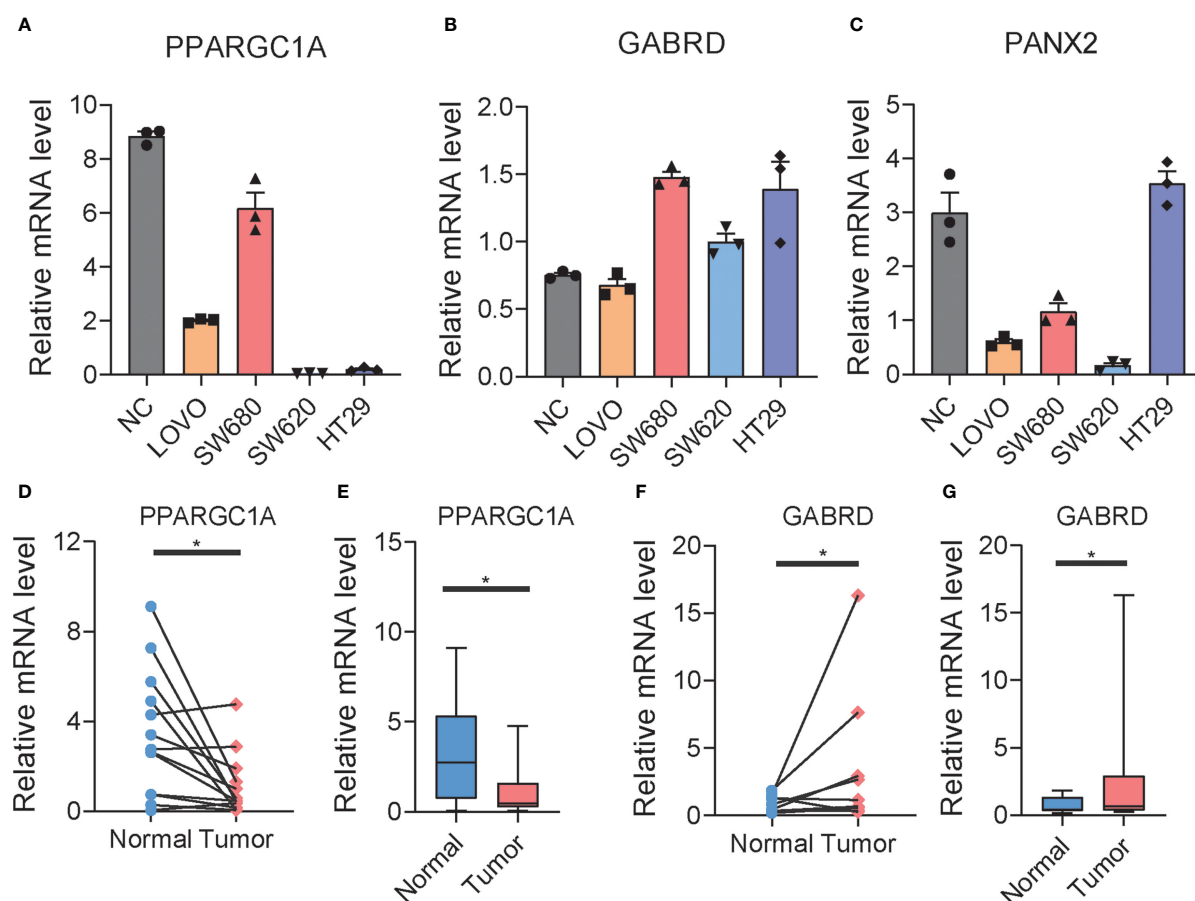 A
PPARGC1A
Relative mRNA level
10
8
6
4
2
0
NC
LOVO
SW680
SW620
HT29
B
GABRD
Relative mRNA level
2.0
1.5
1.0
0.5
0.0
NC
LOVO
SW680
SW620
HT29
C
PANX2
Relative mRNA level
5
4
3
2
1
0
NC
LOVO
SW680
SW620
HT29
D
PPARGC1A
Relative mRNA level
12
8
4
0
*
Normal Tumor
E
PPARGC1A
Relative mRNA level
15
10
5
0
*
Normal
Tumor
F
GABRD
Relative mRNA level
20
15
10
5
0
*
Normal Tumor
G
GABRD
Relative mRNA level
20
15
10
5
0
*
Normal
Tumor